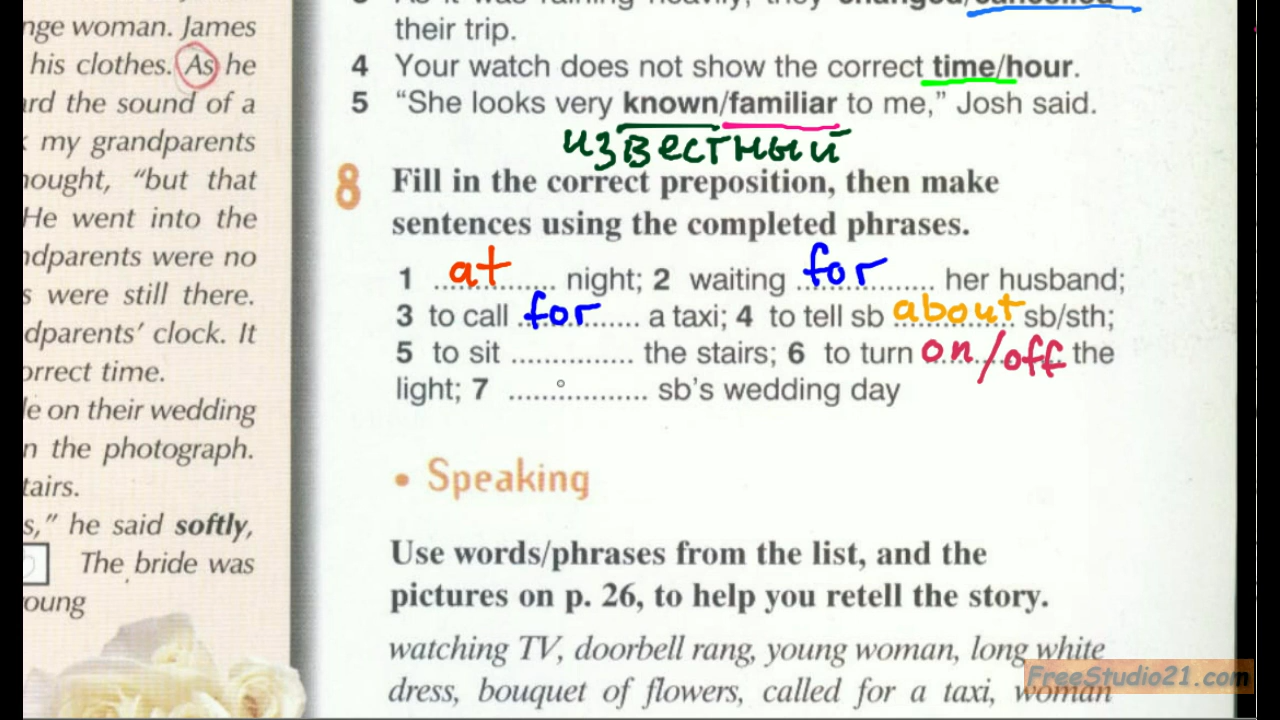 nge woman. James
his clothes. As he
rd the sound of a
my grandparents
ought, "but that
He went into the
dparents were no
s were still there.
dparents' clock. It
orrect time.
le on their wedding
n the photograph.
tairs.
s," he said softly,
The bride was
oung
their trip.
4 Your watch does not show the correct time/hour.
5 "She looks very known/familiar to me," Josh said.
известный
8 Fill in the correct preposition, then make
sentences using the completed phrases.
1 at night; 2 waiting for her husband;
3 to call for a taxi; 4 to tell sb about sb/sth;
5 to sit .............. the stairs; 6 to turn on/off the
light; 7 ................ sb's wedding day
• Speaking
Use words/phrases from the list, and the
pictures on p. 26, to help you retell the story.
watching TV, doorbell rang, young woman, long white
dress, bouquet of flowers, called for a taxi, woman
FreeStudio21.com